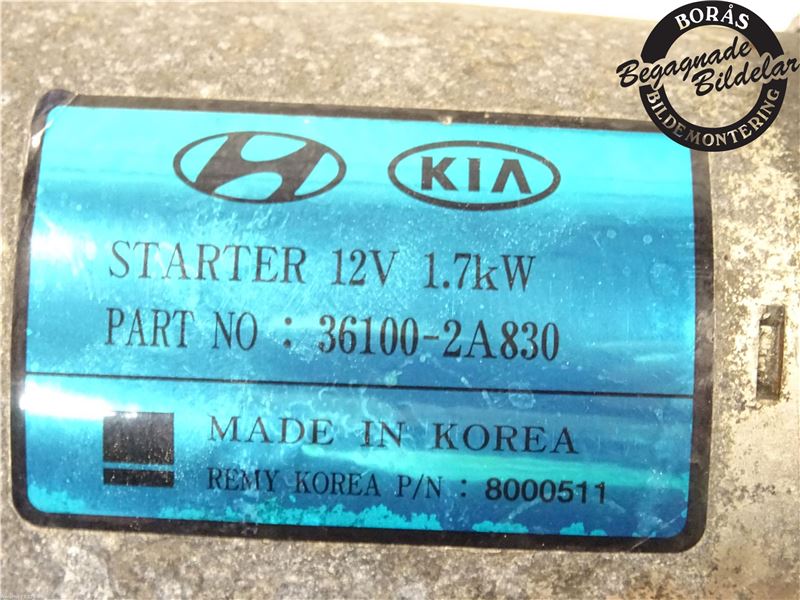 BORÅS
Begagnade
Bildelar
BILDEMONTERING
KIA
STARTER 12V 1.7kW
PART NO : 36100-2A830
MADE IN KOREA
REMY KOREA P/N : 8000511